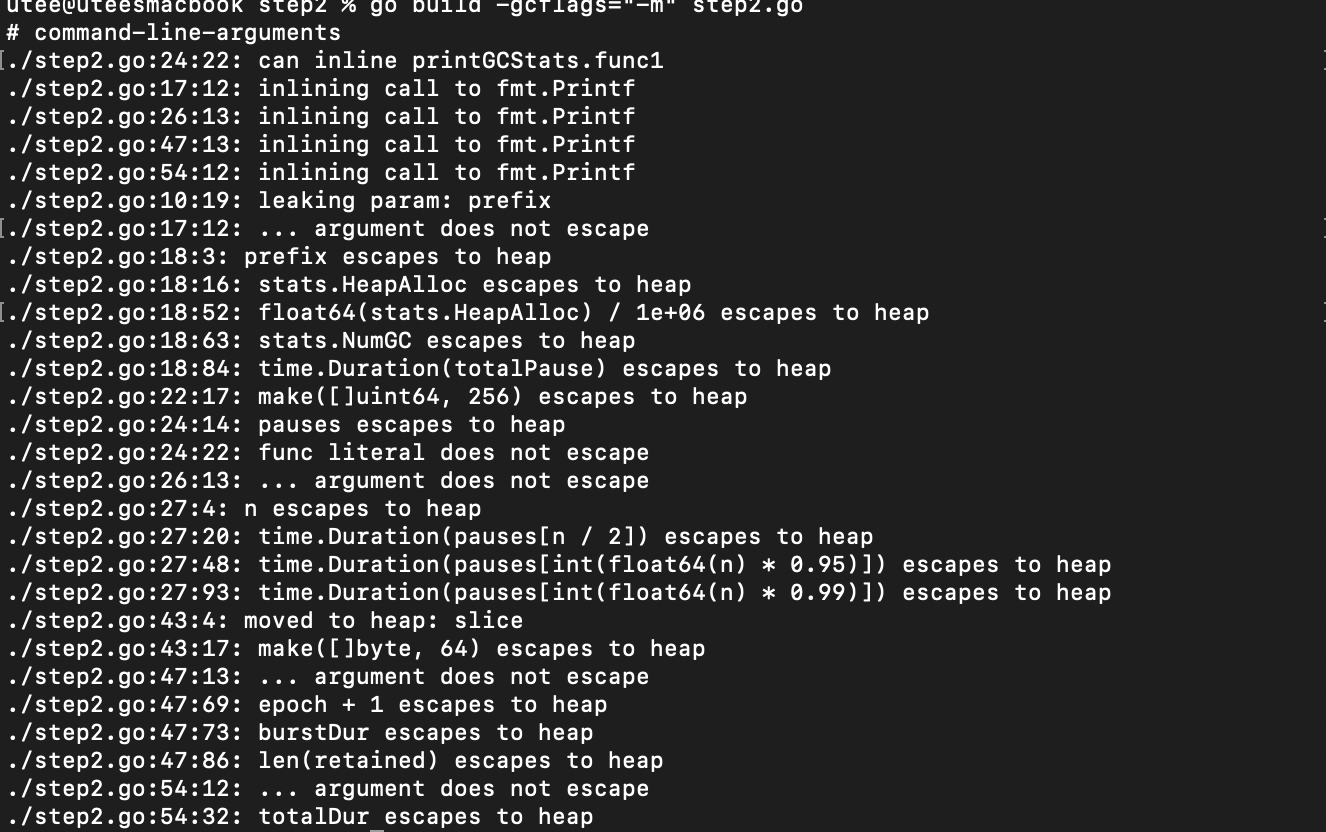 utee@uteesmacbook step2 % go build -gcflags="-m" step2.go
# command-line-arguments
./step2.go:24:22: can inline printGCStats.func1
./step2.go:17:12: inlining call to fmt.Printf
./step2.go:26:13: inlining call to fmt.Printf
./step2.go:47:13: inlining call to fmt.Printf
./step2.go:54:12: inlining call to fmt.Printf
./step2.go:10:19: leaking param: prefix
./step2.go:17:12: ... argument does not escape
./step2.go:18:3: prefix escapes to heap
./step2.go:18:16: stats.HeapAlloc escapes to heap
./step2.go:18:52: float64(stats.HeapAlloc) / 1e+06 escapes to heap
./step2.go:18:63: stats.NumGC escapes to heap
./step2.go:18:84: time.Duration(totalPause) escapes to heap
./step2.go:22:17: make([]uint64, 256) escapes to heap
./step2.go:24:14: pauses escapes to heap
./step2.go:24:22: func literal does not escape
./step2.go:26:13: ... argument does not escape
./step2.go:27:4: n escapes to heap
./step2.go:27:20: time.Duration(pauses[n / 2]) escapes to heap
./step2.go:27:48: time.Duration(pauses[int(float64(n) * 0.95)]) escapes to heap
./step2.go:27:93: time.Duration(pauses[int(float64(n) * 0.99)]) escapes to heap
./step2.go:43:4: moved to heap: slice
./step2.go:43:17: make([]byte, 64) escapes to heap
./step2.go:47:13: ... argument does not escape
./step2.go:47:69: epoch + 1 escapes to heap
./step2.go:47:73: burstDur escapes to heap
./step2.go:47:86: len(retained) escapes to heap
./step2.go:54:12: ... argument does not escape
./step2.go:54:32: totalDur escapes to heap